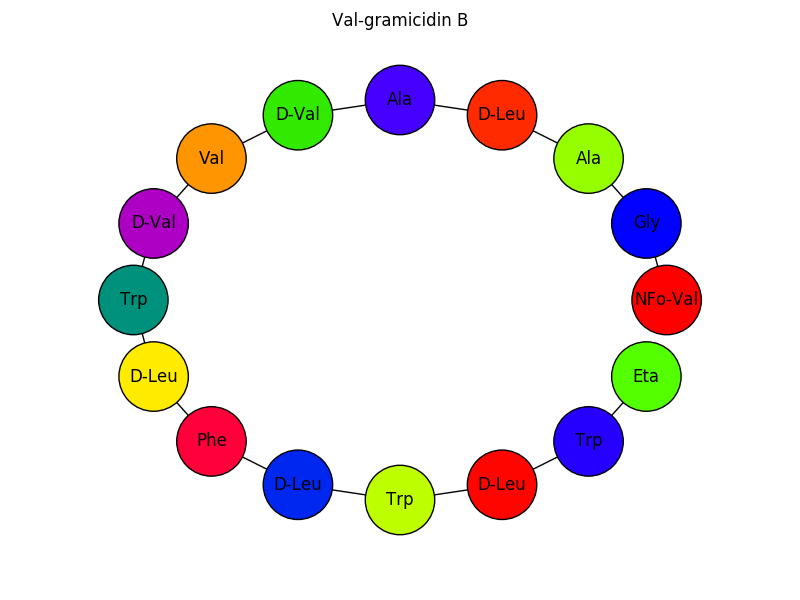 Val-gramicidin B
Ala
D-Val
D-Leu
Val
Ala
D-Val
Gly
Trp
NFo-Val
D-Leu
Eta
Phe
Trp
D-Leu
D-Leu
Trp